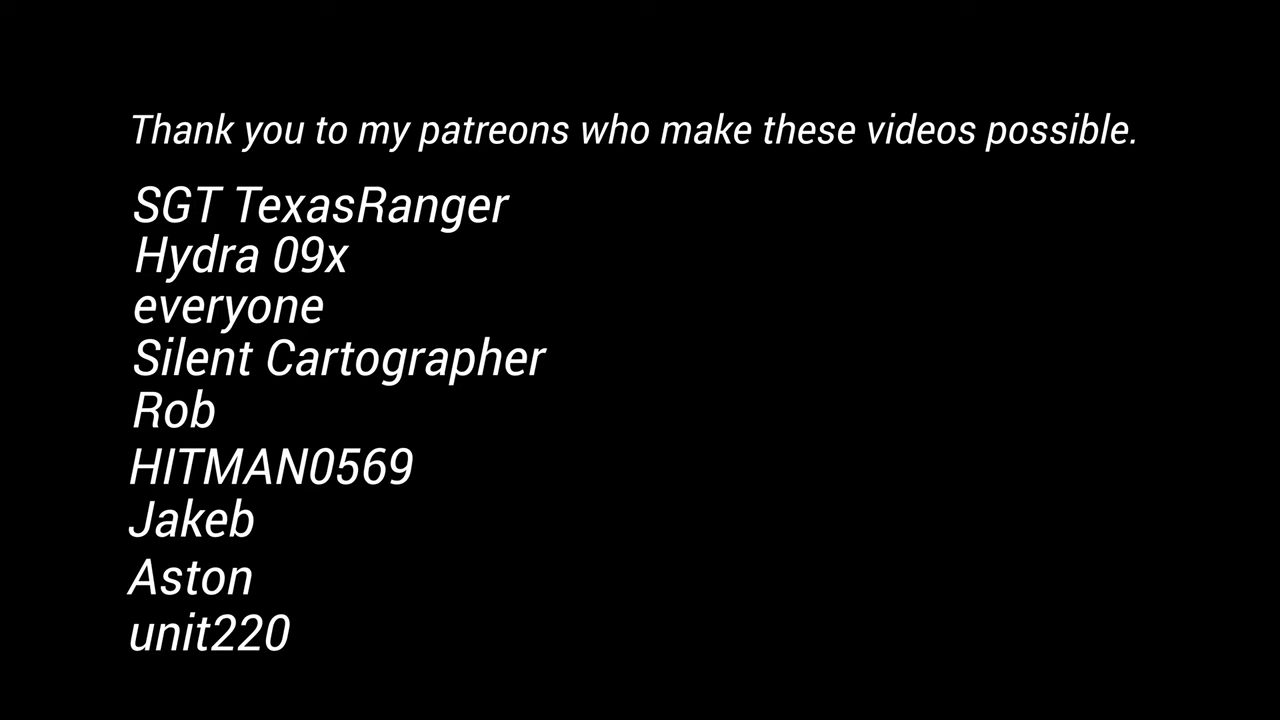 Thank you to my patreons who make these videos possible.
SGT TexasRanger
Hydra 09x
everyone
Silent Cartographer
Rob
HITMAN0569
Jakeb
Aston
unit220